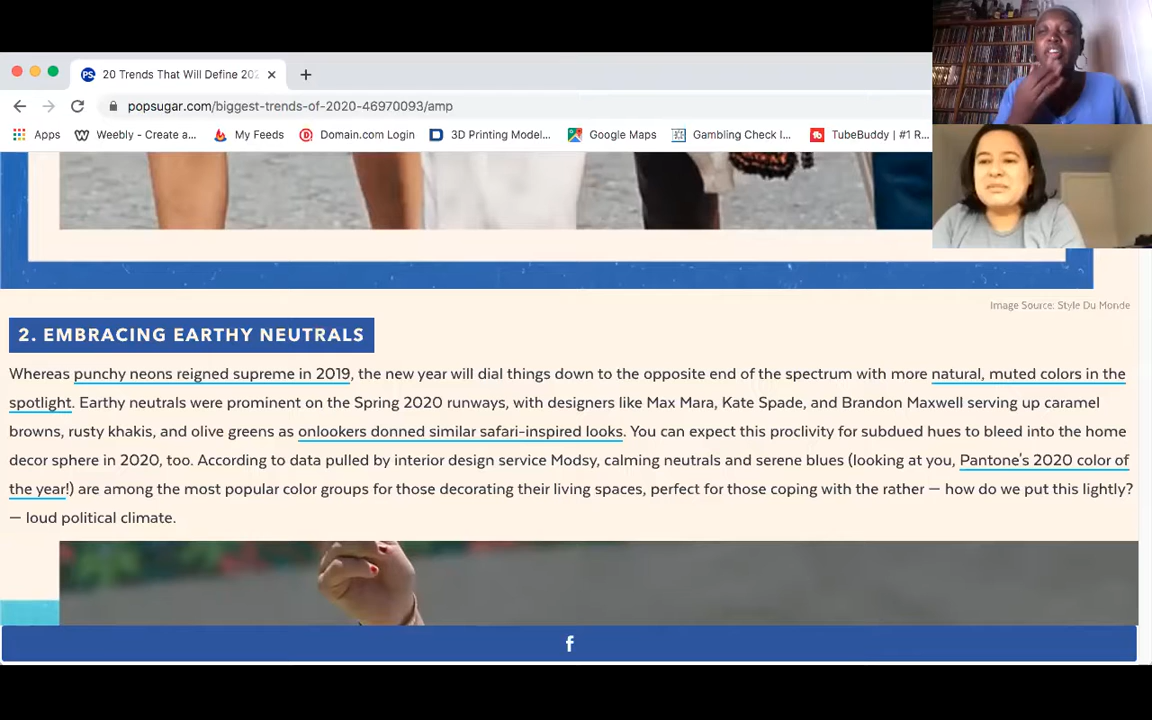 20 Trends That Will Define 202
popsugar.com/biggest-trends-of-2020-46970093/amp
Apps Weebly - Create a... My Feeds Domain.com Login 3D Printing Model... Google Maps Gambling Check I... TubeBuddy | #1 R...
Image Source: Style Du Monde
2. EMBRACING EARTHY NEUTRALS
Whereas punchy neons reigned supreme in 2019, the new year will dial things down to the opposite end of the spectrum with more natural, muted colors in the
spotlight. Earthy neutrals were prominent on the Spring 2020 runways, with designers like Max Mara, Kate Spade, and Brandon Maxwell serving up caramel
browns, rusty khakis, and olive greens as onlookers donned similar safari-inspired looks. You can expect this proclivity for subdued hues to bleed into the home
decor sphere in 2020, too. According to data pulled by interior design service Modsy, calming neutrals and serene blues (looking at you, Pantone's 2020 color of
the year!) are among the most popular color groups for those decorating their living spaces, perfect for those coping with the rather — how do we put this lightly?
— loud political climate.